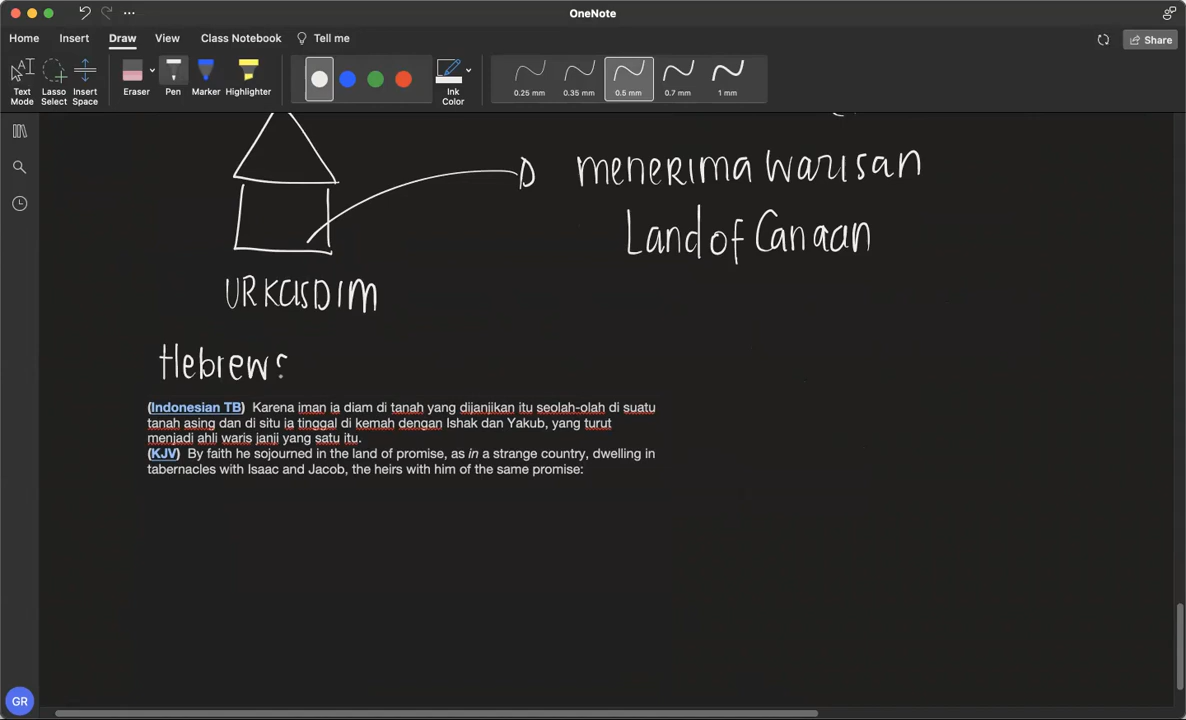 OneNote
Home Insert Draw View Class Notebook Tell me
Share
Text Mode
Lasso Select
Insert Space
Eraser
Pen
Marker
Highlighter
Ink Color
0.25 mm
0.35 mm
0.5 mm
0.7 mm
1 mm
menerima warisan
Land of Canaan
URKASDIM
Hebrew
(Indonesian TB) Karena iman ia diam di tanah yang dijanjikan itu seolah-olah di suatu
tanah asing dan di situ ia tinggal di kemah dengan Ishak dan Yakub, yang turut
menjadi ahli waris janji yang satu itu.
(KJV) By faith he sojourned in the land of promise, as in a strange country, dwelling in
tabernacles with Isaac and Jacob, the heirs with him of the same promise:
GR